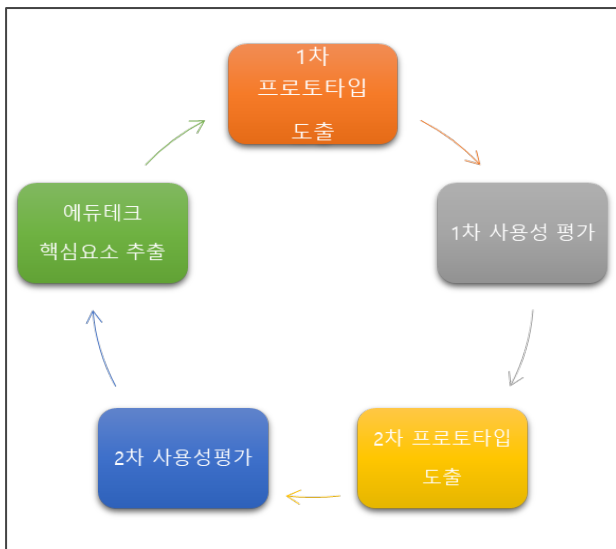 1차
프로토타입
도출
1차 사용성 평가
2차 프로토타입
도출
2차 사용성평가
에듀테크
핵심요소 추출